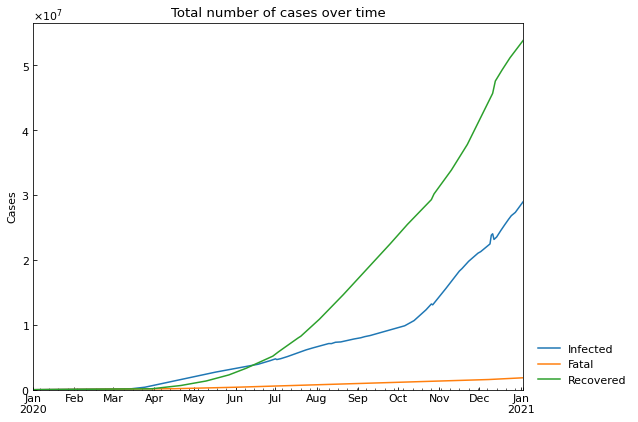 Total number of cases over time
×10⁷
5
4
3
2
1
0
Cases
Jan Feb Mar Apr May Jun Jul Aug Sep Oct Nov Dec Jan
2020 2021
Infected
Fatal
Recovered